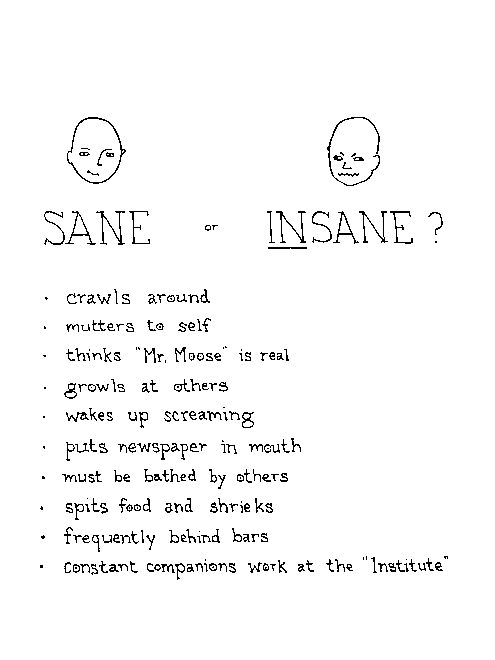 SANE or INSANE ?
· crawls around
· mutters to self
· thinks "Mr. Moose" is real
· growls at others
· wakes up screaming
· puts newspaper in mouth
· must be bathed by others
· spits food and shrieks
· frequently behind bars
· constant companions work at the "Institute"